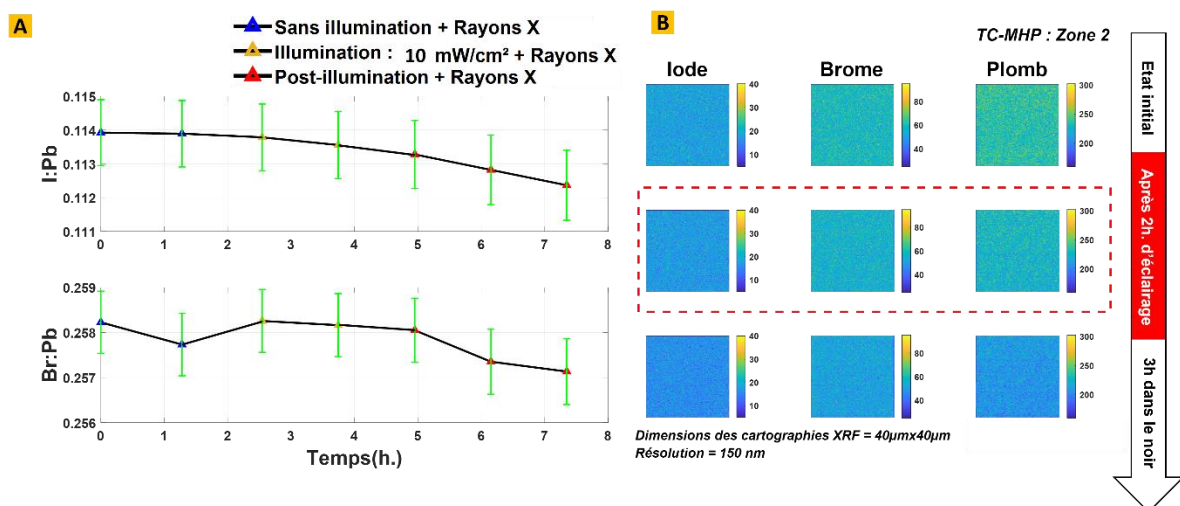 A
Sans illumination + Rayons X
Illumination : 10 mW/cm² + Rayons X
Post-illumination + Rayons X
0.115
0.114
0.113
0.112
0.111
I:Pb
0 1 2 3 4 5 6 7 8
0.259
0.258
0.257
0.256
Br:Pb
0 1 2 3 4 5 6 7 8
Temps(h.)
B
TC-MHP : Zone 2
Iode Brome Plomb
40
30
20
10
80
60
40
300
200
40
30
20
10
80
60
40
300
200
40
30
20
10
80
60
40
300
200
Dimensions des cartographies XRF = 40µmx40µm
Résolution = 150 nm
Etat initial
Après 2h. d'éclairage
3h dans le noir